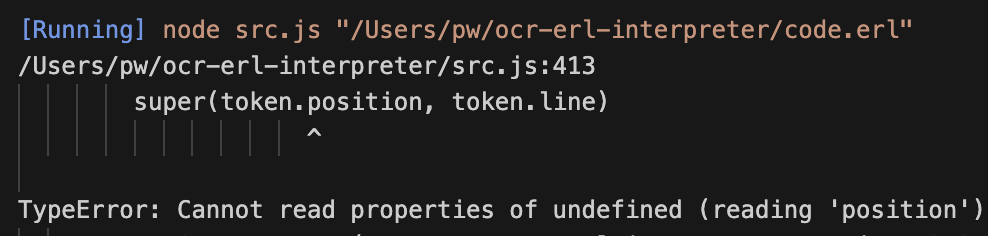 [Running] node src.js "/Users/pw/ocr-erl-interpreter/code.erl"
/Users/pw/ocr-erl-interpreter/src.js:413
super(token.position, token.line)
^
TypeError: Cannot read properties of undefined (reading 'position')